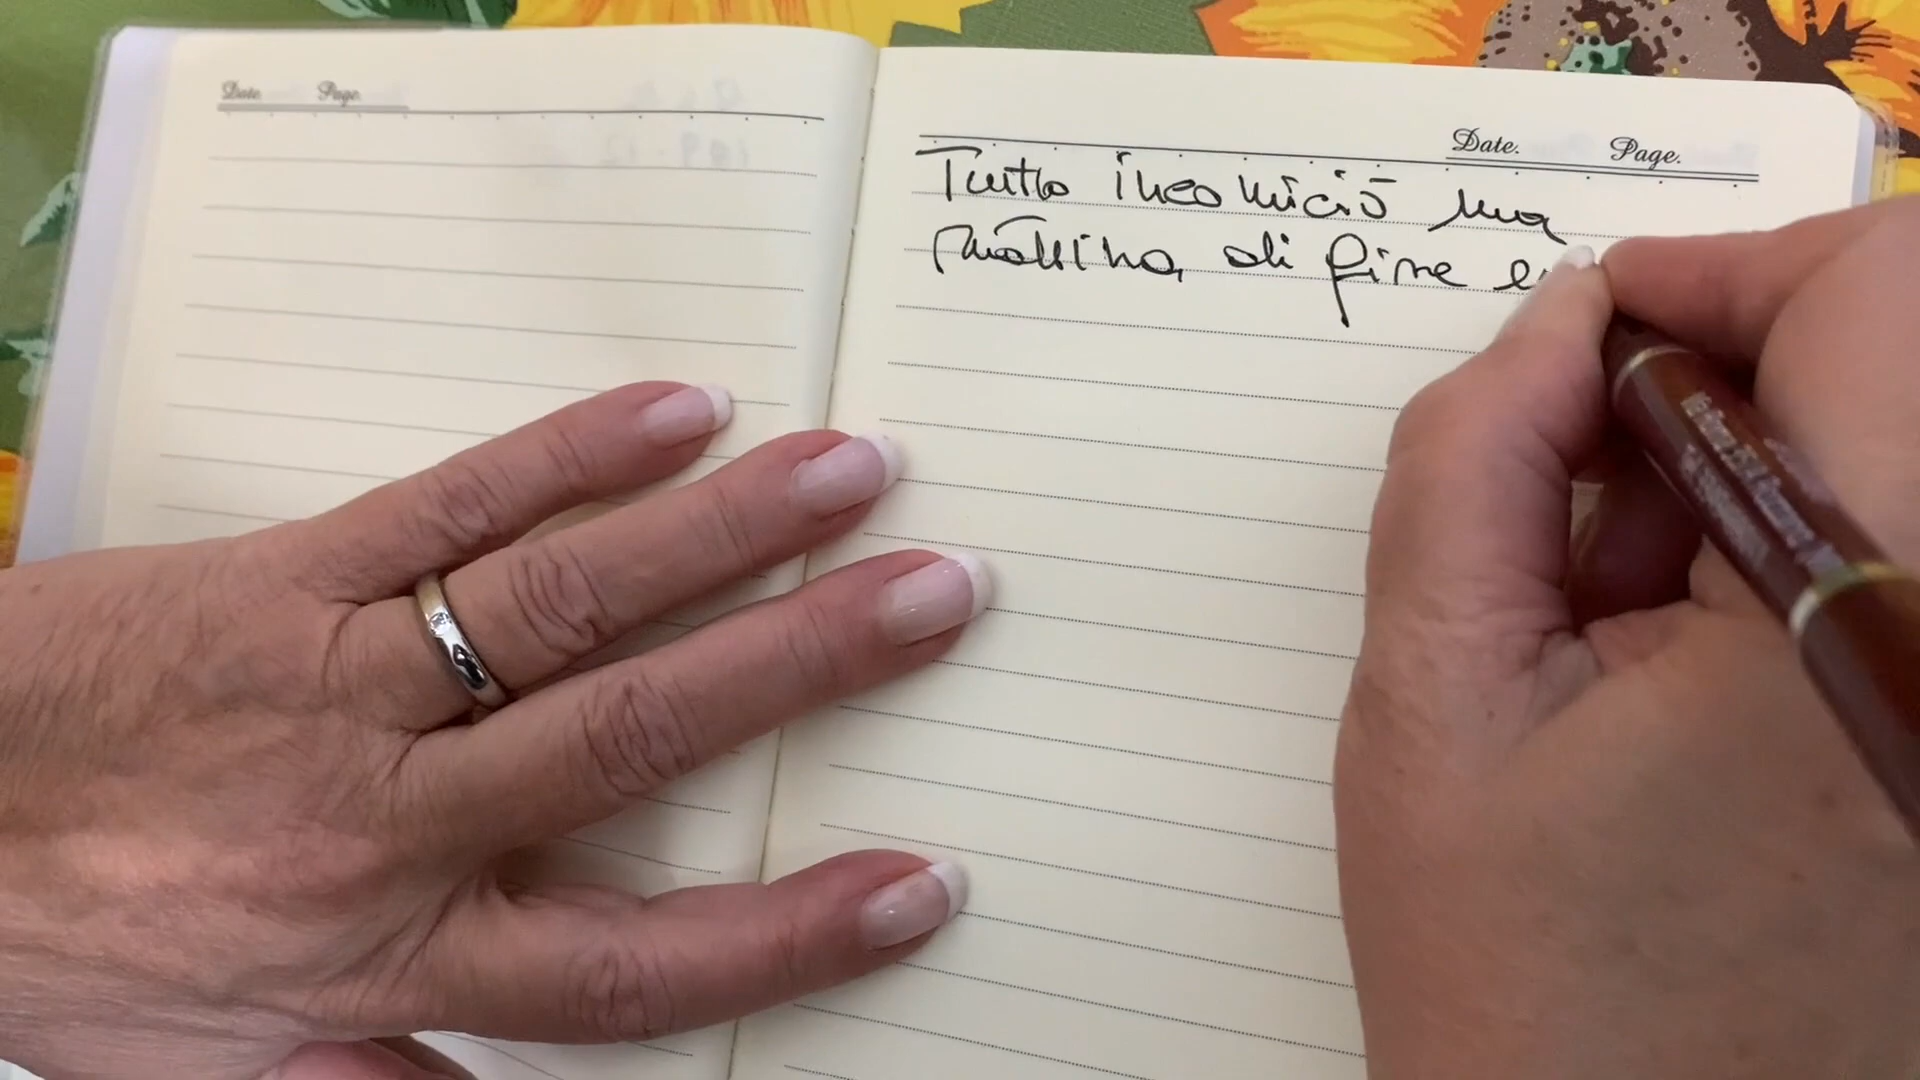 Date. Page.
Date. Page.
Tutto incominciò una
mattina di fine e